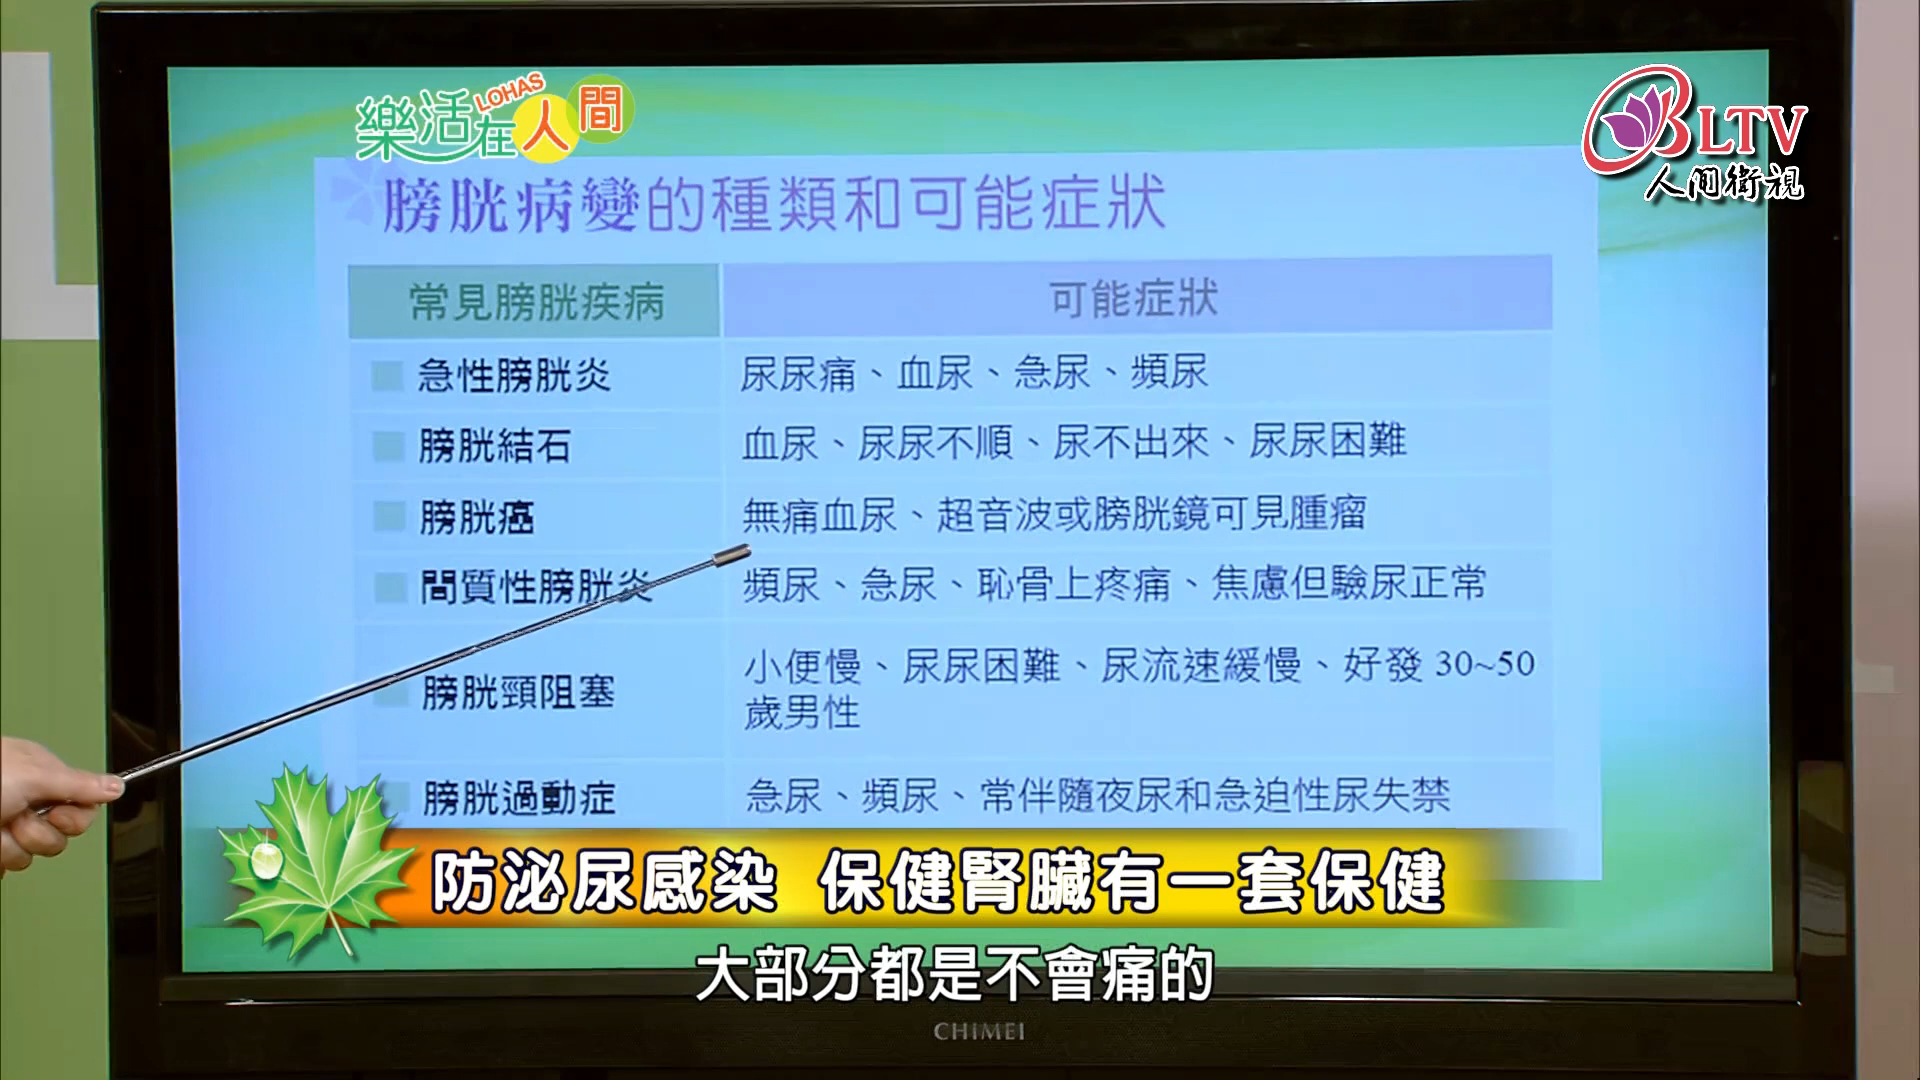 樂活在人間
LOHAS
BLTV
人間衛視
膀胱病變的種類和可能症狀
常見膀胱疾病 可能症狀
急性膀胱炎 尿尿痛、血尿、急尿、頻尿
膀胱結石 血尿、尿尿不順、尿不出來、尿尿困難
膀胱癌 無痛血尿、超音波或膀胱鏡可見腫瘤
間質性膀胱炎 頻尿、急尿、恥骨上疼痛、焦慮但驗尿正常
膀胱頸阻塞 小便慢、尿尿困難、尿流速緩慢、好發 30~50
歲男性
膀胱過動症 急尿、頻尿、常伴隨夜尿和急迫性尿失禁
防泌尿感染 保健腎臟有一套保健
大部分都是不會痛的
CHIMEI